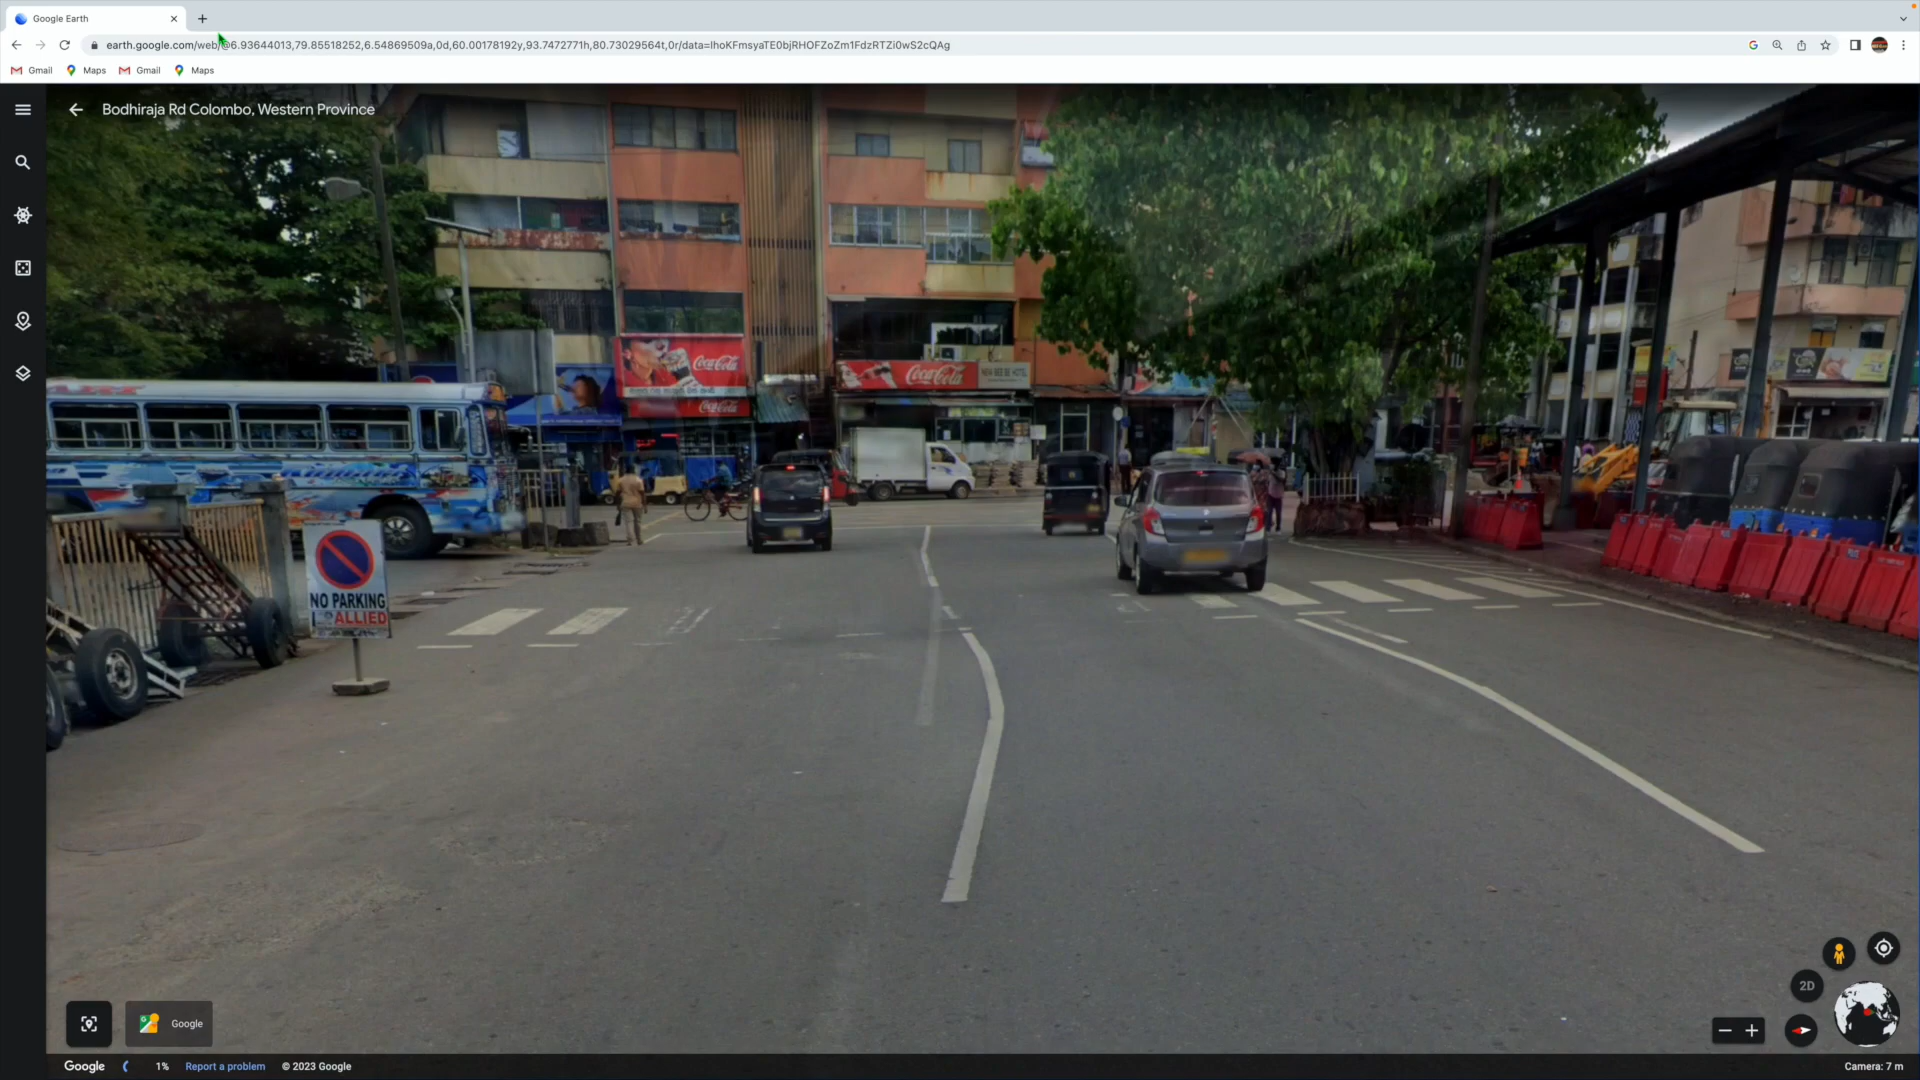 Google Earth
earth.google.com/web/@6.93644013,79.85518252,6.54869509a,0d,60.00178192y,93.7472771h,80.73029564t,0r/data=IhoKFmsyaTE0bjRHOFZoZm1FdzRTZi0wS2cQAg
Gmail Maps Gmail Maps
Bodhiraja Rd Colombo, Western Province
Coca-Cola
Coca-Cola
Coca-Cola
NO PARKING
ALLIED
2D
Google
Google 1% Report a problem © 2023 Google Camera: 7 m